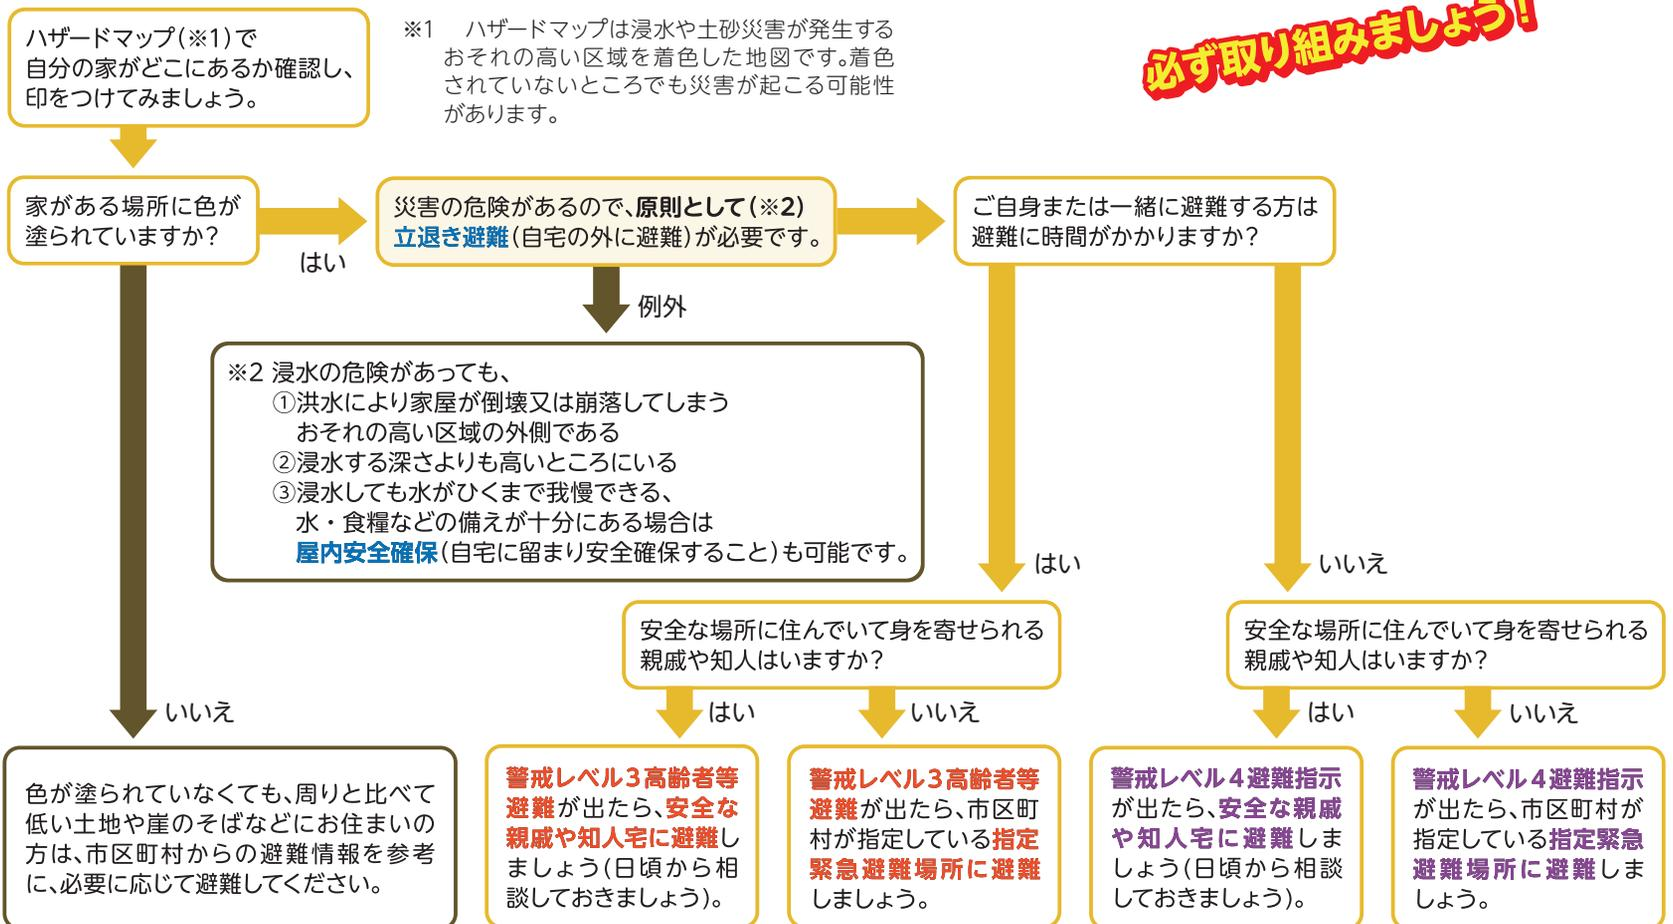 必ず取り組みましょう！
ハザードマップ（※1）で
自分の家がどこにあるか確認し、
印をつけてみましょう。
※1　ハザードマップは浸水や土砂災害が発生する
おそれの高い区域を着色した地図です。着色
されていないところでも災害が起こる可能性
があります。
家がある場所に色が
塗られていますか？
はい
災害の危険があるので、原則として（※2）
立退き避難（自宅の外に避難）が必要です。
ご自身または一緒に避難する方は
避難に時間がかかりますか？
例外
※2 浸水の危険があっても、
①洪水により家屋が倒壊又は崩落してしまう
おそれの高い区域の外側である
②浸水する深さよりも高いところにいる
③浸水しても水がひくまで我慢できる、
水・食糧などの備えが十分にある場合は
屋内安全確保（自宅に留まり安全確保すること）も可能です。
はい
いいえ
安全な場所に住んでいて身を寄せられる
親戚や知人はいますか？
安全な場所に住んでいて身を寄せられる
親戚や知人はいますか？
いいえ
はい
いいえ
はい
いいえ
色が塗られていなくても、周りと比べて
低い土地や崖のそばなどにお住まいの
方は、市区町村からの避難情報を参考
に、必要に応じて避難してください。
警戒レベル3高齢者等
避難が出たら、安全な
親戚や知人宅に避難し
ましょう（日頃から相
談しておきましょう）。
警戒レベル3高齢者等
避難が出たら、市区町
村が指定している指定
緊急避難場所に避難
しましょう。
警戒レベル4避難指示
が出たら、安全な親戚
や知人宅に避難しま
しょう（日頃から相談
しておきましょう）。
警戒レベル4避難指示
が出たら、市区町村が
指定している指定緊急
避難場所に避難しま
しょう。